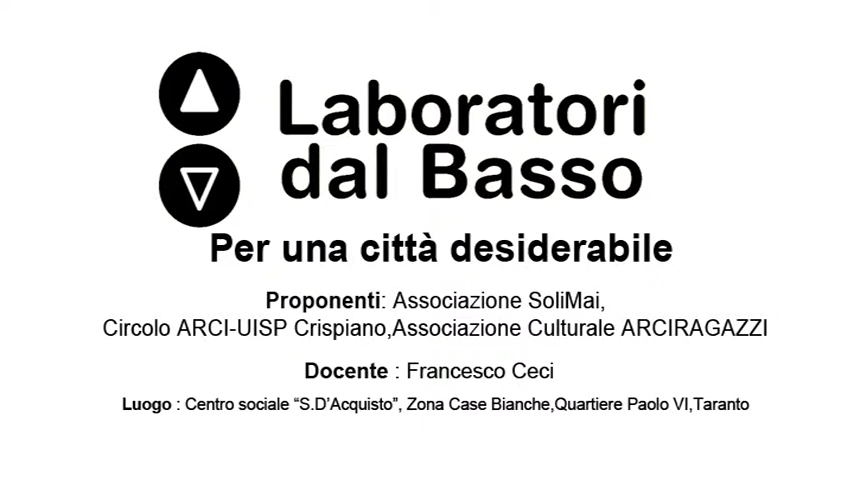 Laboratori
dal Basso
Per una città desiderabile
Proponenti: Associazione SoliMai,
Circolo ARCI-UISP Crispiano,Associazione Culturale ARCIRAGAZZI
Docente : Francesco Ceci
Luogo : Centro sociale “S.D’Acquisto”, Zona Case Bianche,Quartiere Paolo VI,Taranto